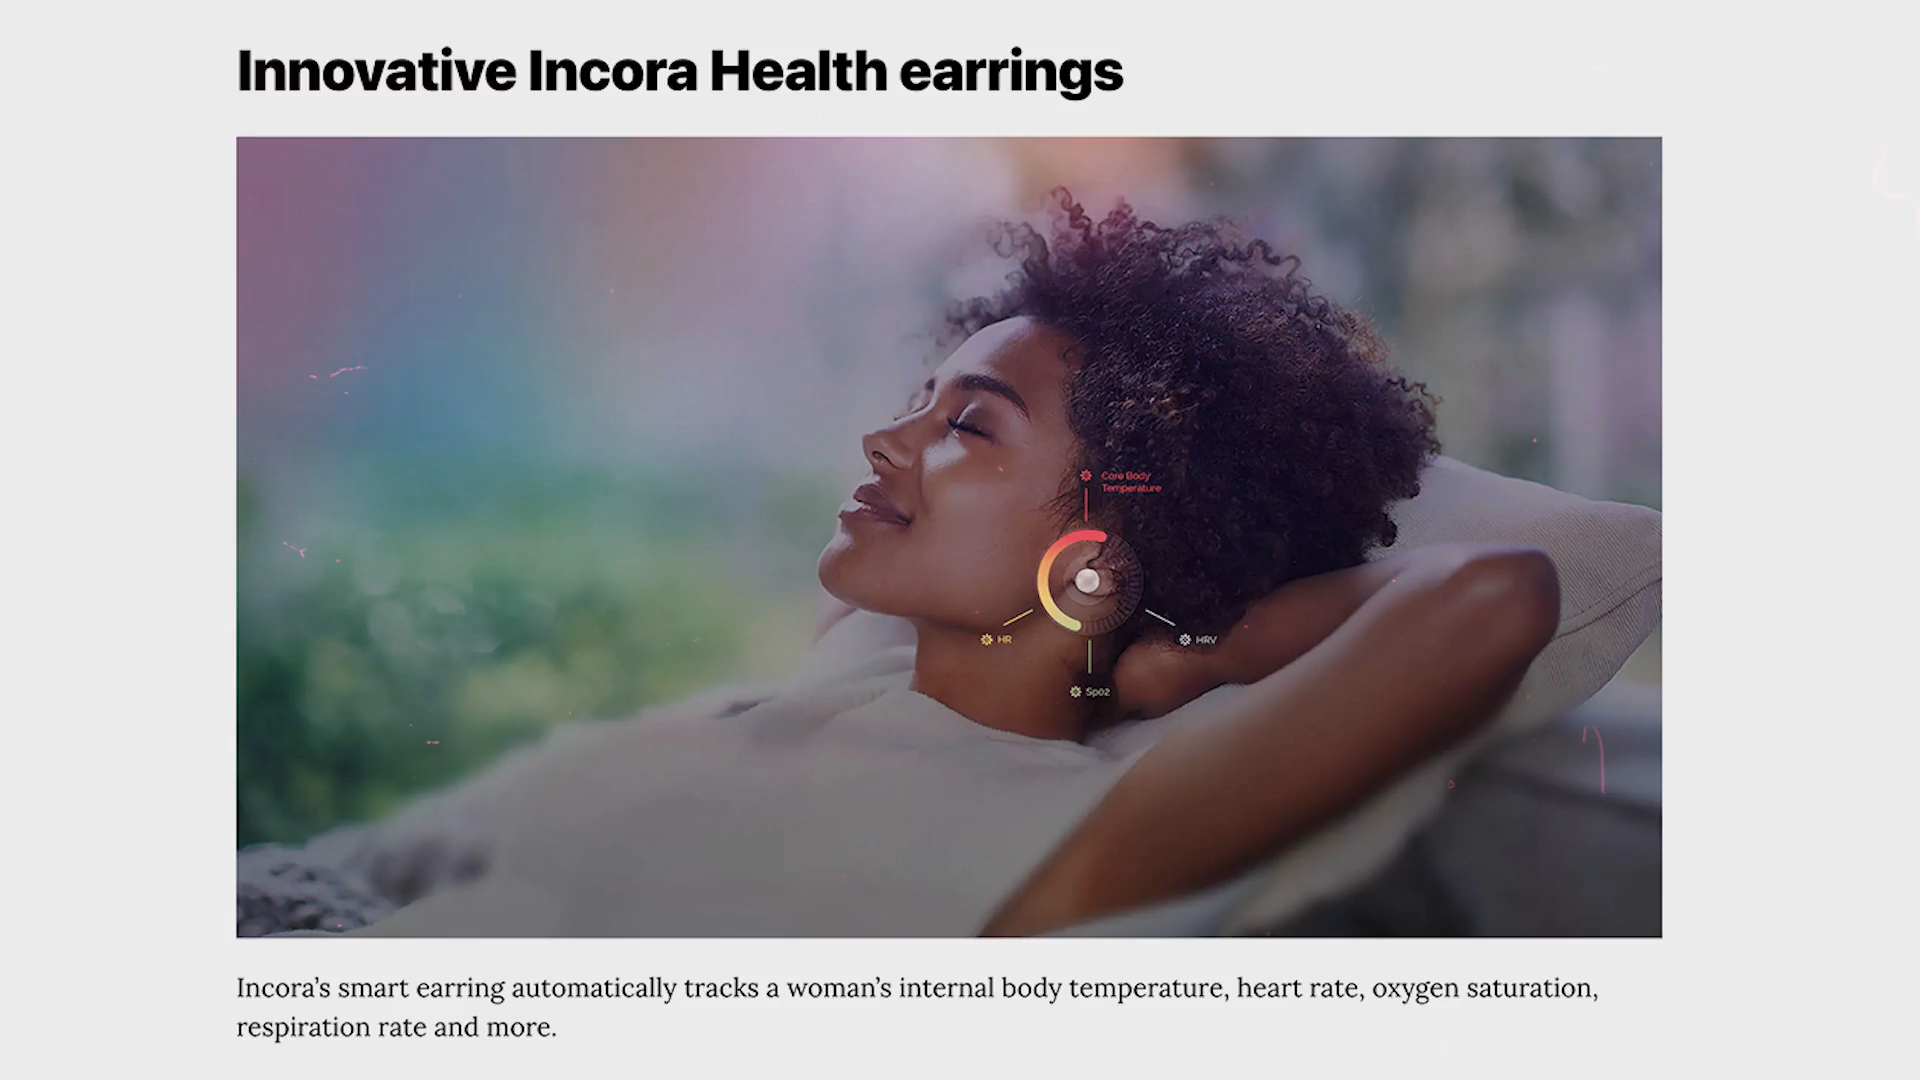 Innovative Incora Health earrings
Core Body
Temperature
HR
HRV
Sp02
Incora’s smart earring automatically tracks a woman’s internal body temperature, heart rate, oxygen saturation,
respiration rate and more.